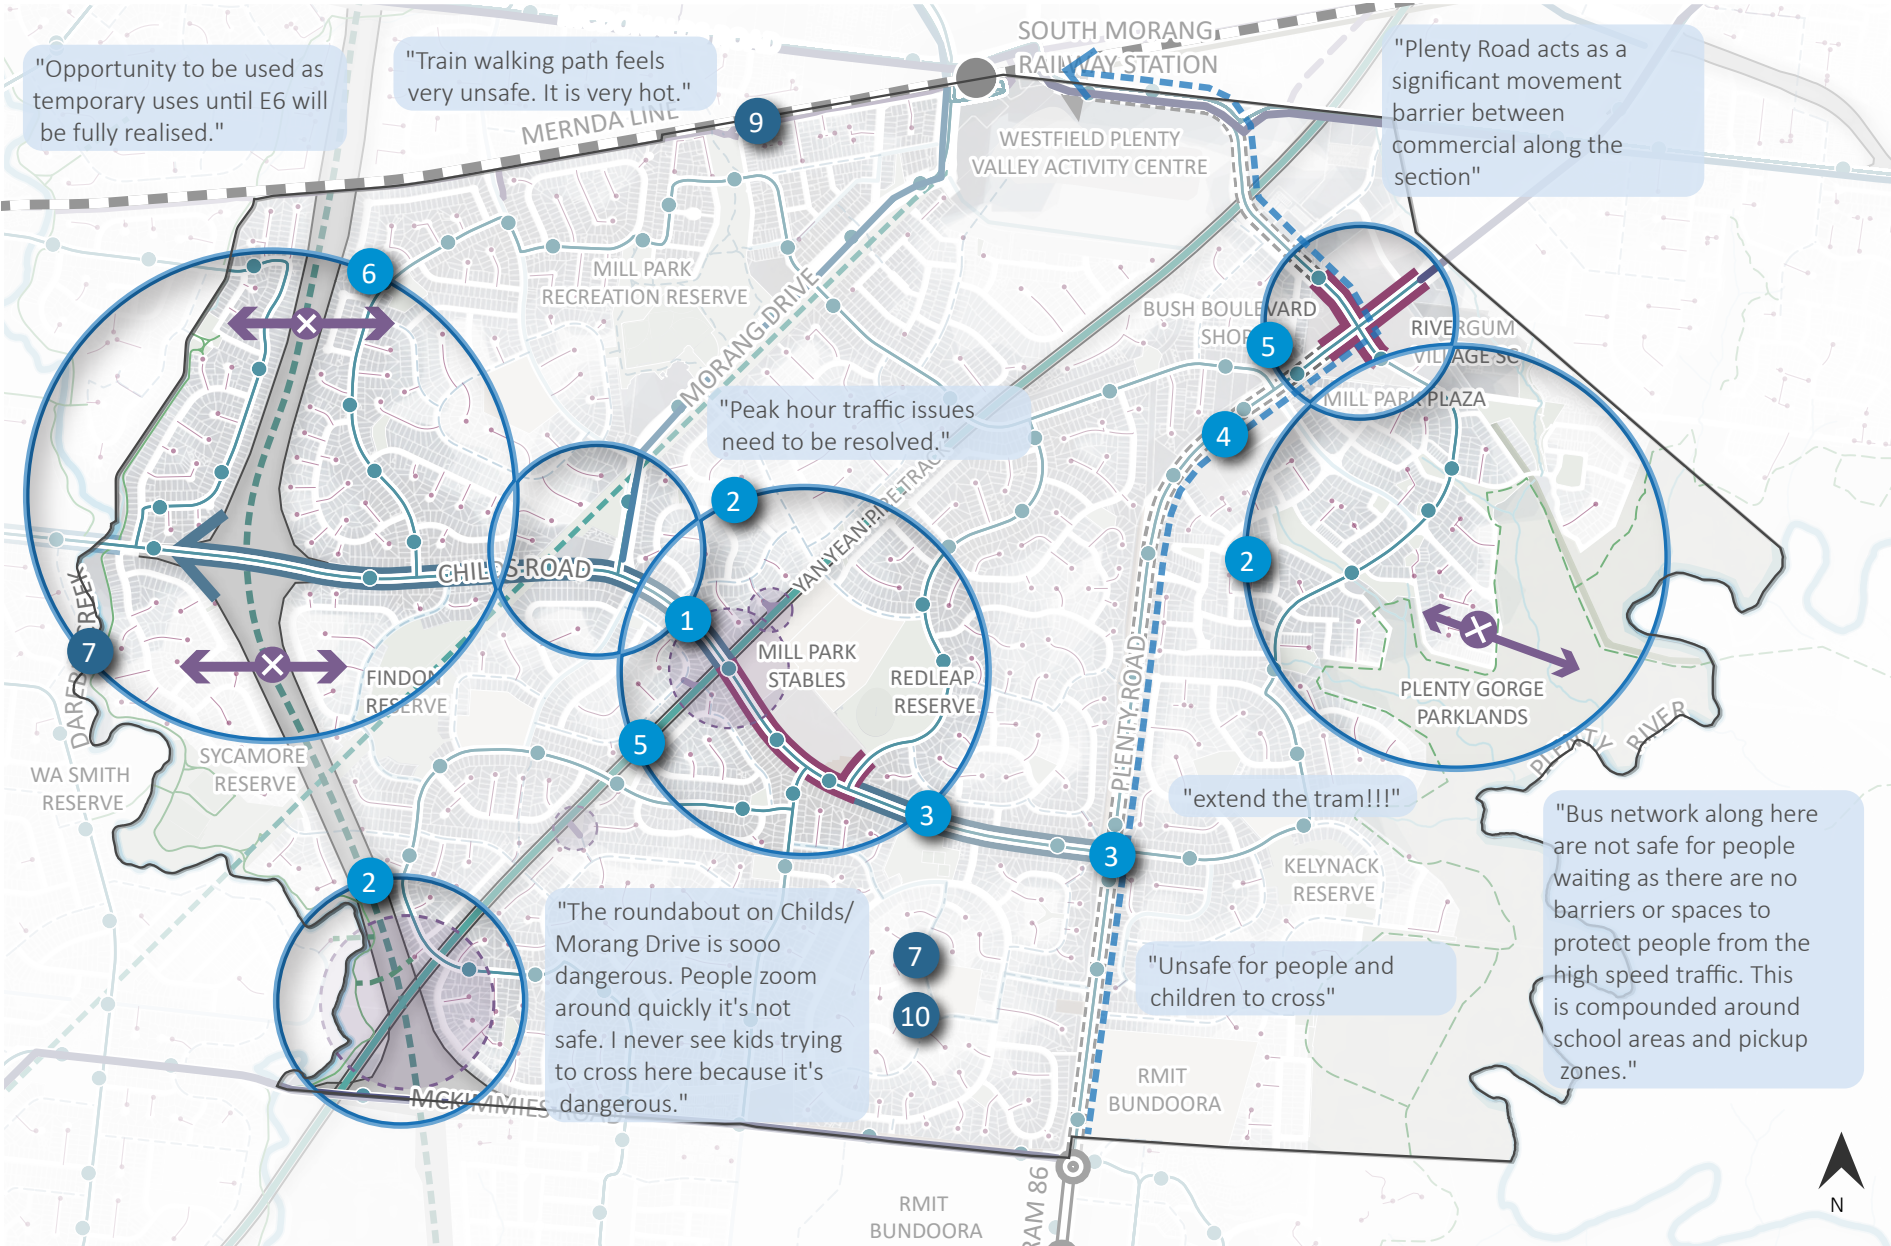 SOUTH MORANG
RAILWAY STATION
"Opportunity to be used as
temporary uses until E6 will
be fully realised."
"Train walking path feels
very unsafe. It is very hot."
"Plenty Road acts as a
significant movement
barrier between
commercial along the
section"
MERNDA LINE
9
WESTFIELD PLENTY
VALLEY ACTIVITY CENTRE
6
MILL PARK
RECREATION RESERVE
MORANG DRIVE
BUSH BOULEVARD
SHOP
5
RIVERGUM
VILLAGE SC
MILL PARK PLAZA
"Peak hour traffic issues
need to be resolved."
4
2
YAN YEAN PIPE TRACK
2
CHILDS ROAD
1
DAREBIN CREEK
7
MILL PARK
STABLES
REDLEAP
RESERVE
FINDON
RESERVE
PLENTY ROAD
PLENTY GORGE
PARKLANDS
PLENTY RIVER
5
SYCAMORE
RESERVE
WA SMITH
RESERVE
3
"extend the tram!!!"
3
KELYNACK
RESERVE
2
"The roundabout on Childs/
Morang Drive is sooo
dangerous. People zoom
around quickly it's not
safe. I never see kids trying
to cross here because it's
dangerous."
"Bus network along here
are not safe for people
waiting as there are no
barriers or spaces to
protect people from the
high speed traffic. This
is compounded around
school areas and pickup
zones."
7
10
"Unsafe for people and
children to cross"
RMIT
BUNDOORA
MCKIMMIES ROAD
RMIT
BUNDOORA
RAM 86
N